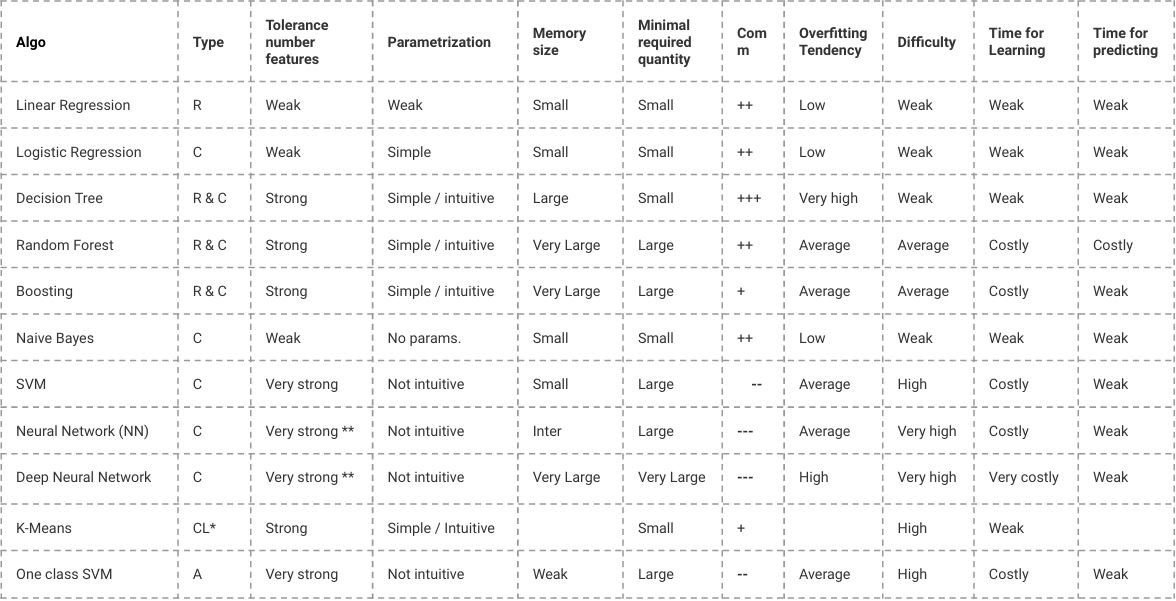 Algo Type Tolerance number features Parametrization Memory size Minimal required quantity Com m Overfitting Tendency Difficulty Time for Learning Time for predicting
Linear Regression R Weak Weak Small Small ++ Low Weak Weak Weak
Logistic Regression C Weak Simple Small Small ++ Low Weak Weak Weak
Decision Tree R & C Strong Simple / intuitive Large Small +++ Very high Weak Weak Weak
Random Forest R & C Strong Simple / intuitive Very Large Large ++ Average Average Costly Costly
Boosting R & C Strong Simple / intuitive Very Large Large + Average Average Costly Weak
Naive Bayes C Weak No params. Small Small ++ Low Weak Weak Weak
SVM C Very strong Not intuitive Small Large -- Average High Costly Weak
Neural Network (NN) C Very strong ** Not intuitive Inter Large --- Average Very high Costly Weak
Deep Neural Network C Very strong ** Not intuitive Very Large Very Large --- High Very high Very costly Weak
K-Means CL* Strong Simple / Intuitive Small + High Weak
One class SVM A Very strong Not intuitive Weak Large -- Average High Costly Weak